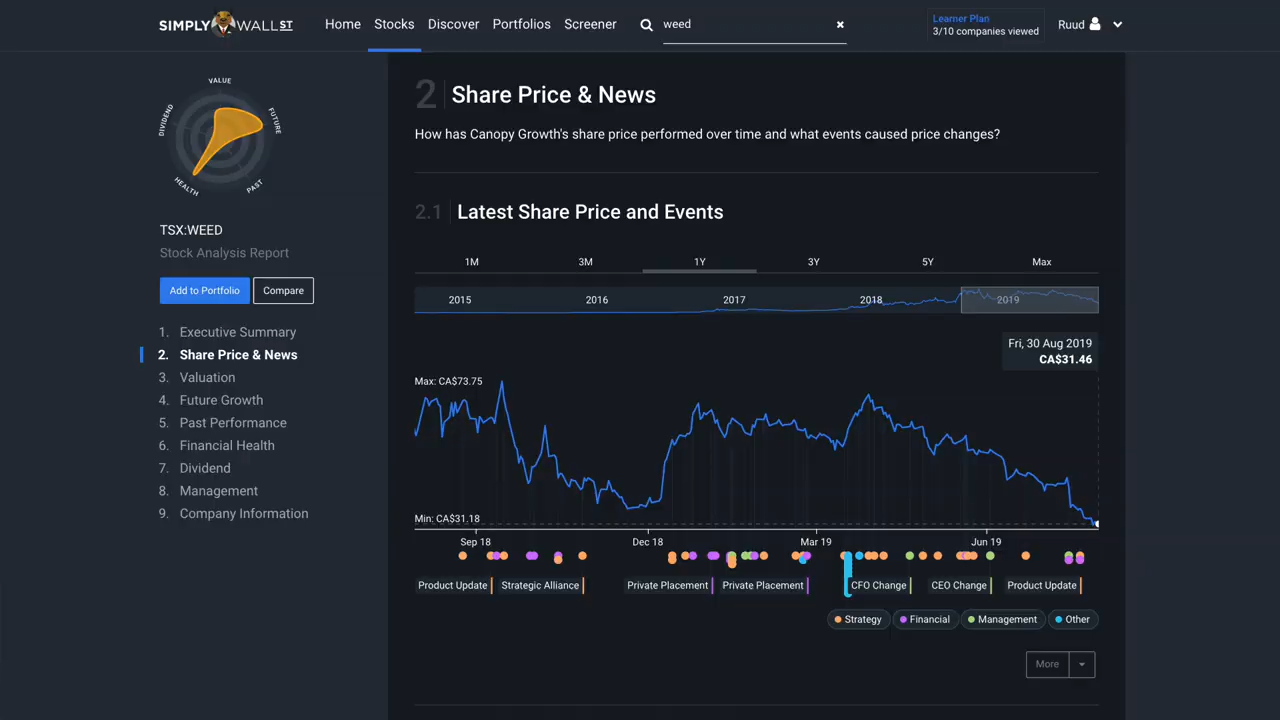 SIMPLY WALL ST
Home Stocks Discover Portfolios Screener
weed
Learner Plan
3/10 companies viewed
Ruud
VALUE
FUTURE
PAST
HEALTH
DIVIDEND
TSX:WEED
Stock Analysis Report
Add to Portfolio
Compare
1. Executive Summary
2. Share Price & News
3. Valuation
4. Future Growth
5. Past Performance
6. Financial Health
7. Dividend
8. Management
9. Company Information
2 Share Price & News
How has Canopy Growth's share price performed over time and what events caused price changes?
2.1 Latest Share Price and Events
1M 3M 1Y 3Y 5Y Max
2015 2016 2017 2018 2019
Fri, 30 Aug 2019
CA$31.46
Max: CA$73.75
Min: CA$31.18
Sep 18 Dec 18 Mar 19 Jun 19
Product Update Strategic Alliance Private Placement Private Placement CFO Change CEO Change Product Update
Strategy Financial Management Other
More